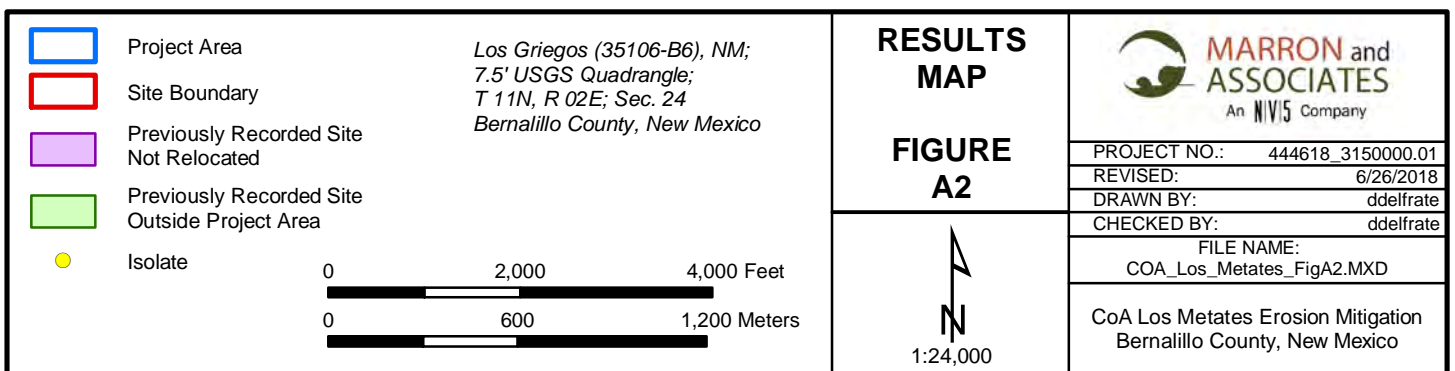 Project Area
Site Boundary
Previously Recorded Site
Not Relocated
Previously Recorded Site
Outside Project Area
Isolate
Los Griegos (35106-B6), NM;
7.5' USGS Quadrangle;
T 11N, R 02E; Sec. 24
Bernalillo County, New Mexico
0 2,000 4,000 Feet
0 600 1,200 Meters
RESULTS
MAP
FIGURE
A2
N
1:24,000
MARRON and
ASSOCIATES
An N|V|5 Company
PROJECT NO.: 444618_3150000.01
REVISED: 6/26/2018
DRAWN BY: ddelfrate
CHECKED BY: ddelfrate
FILE NAME:
COA_Los_Metates_FigA2.MXD
CoA Los Metates Erosion Mitigation
Bernalillo County, New Mexico